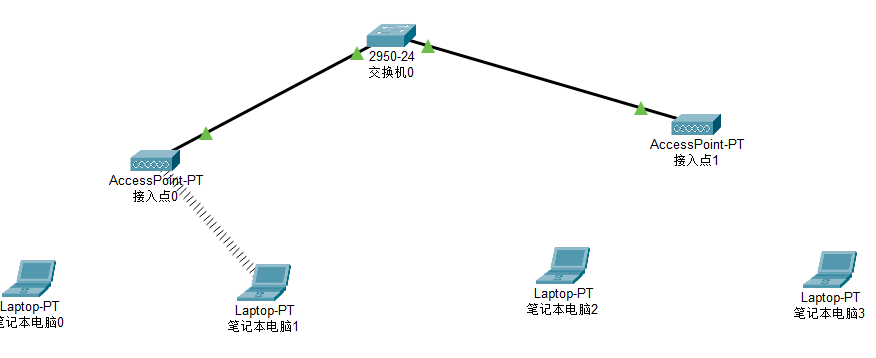 2950-24
交换机0
AccessPoint-PT
接入点1
AccessPoint-PT
接入点0
Laptop-PT
笔记本电脑0
Laptop-PT
笔记本电脑1
Laptop-PT
笔记本电脑2
Laptop-PT
笔记本电脑3